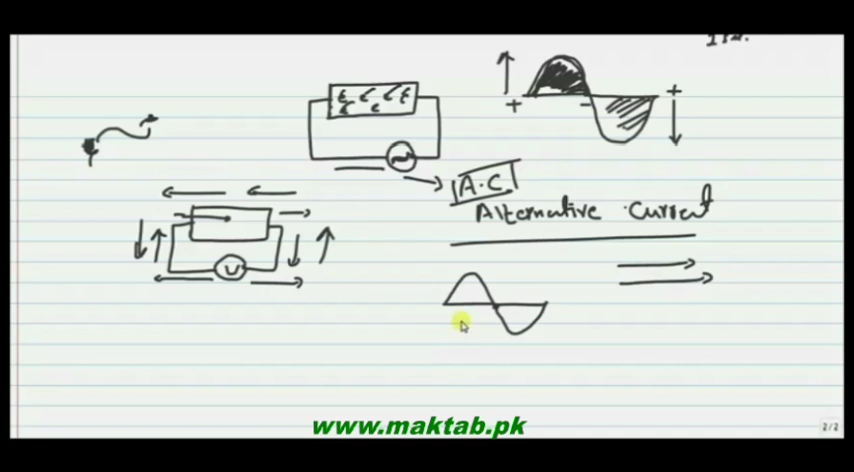 + - +
A.C
Alternative Current
V
www.maktab.pk
2/2